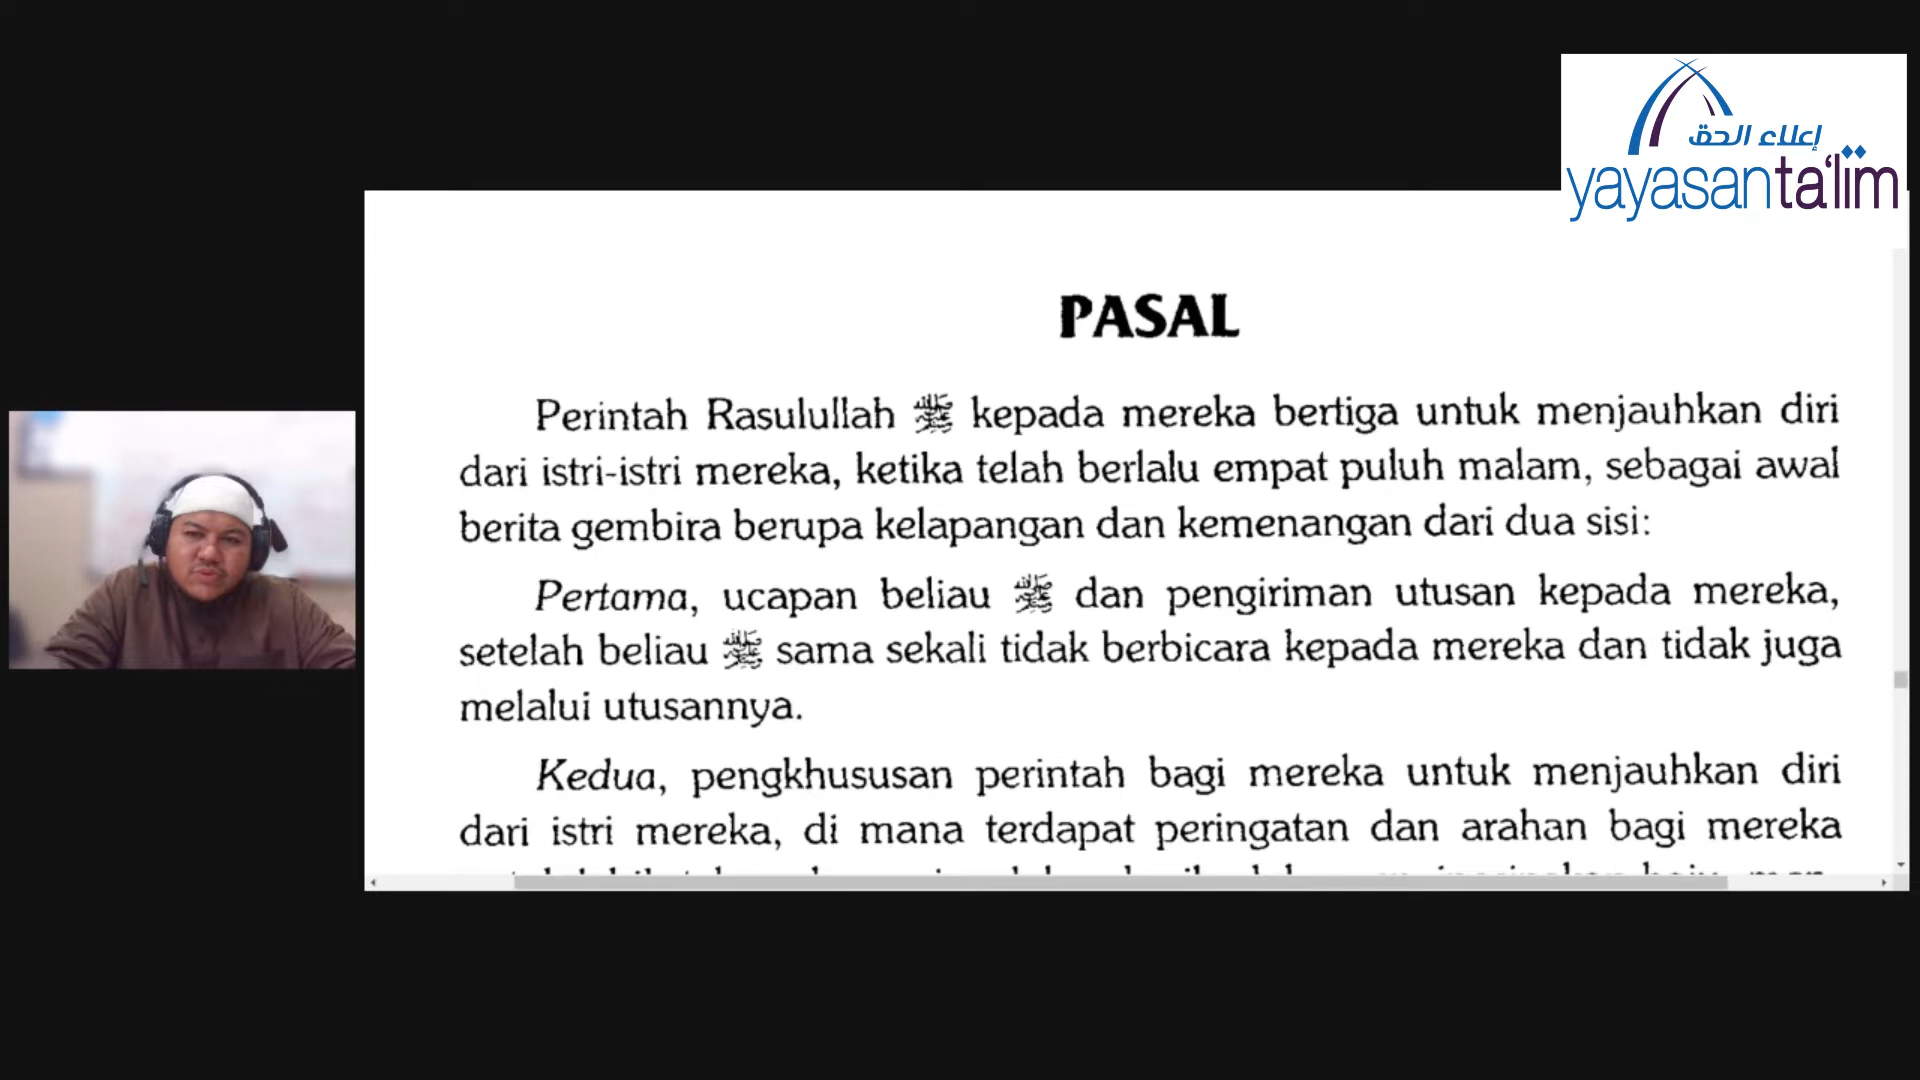 إعلاء الحق
yayasanta'lim
PASAL
Perintah Rasulullah ﷺ kepada mereka bertiga untuk menjauhkan diri
dari istri-istri mereka, ketika telah berlalu empat puluh malam, sebagai awal
berita gembira berupa kelapangan dan kemenangan dari dua sisi:
Pertama, ucapan beliau ﷺ dan pengiriman utusan kepada mereka,
setelah beliau ﷺ sama sekali tidak berbicara kepada mereka dan tidak juga
melalui utusannya.
Kedua, pengkhususan perintah bagi mereka untuk menjauhkan diri
dari istri mereka, di mana terdapat peringatan dan arahan bagi mereka